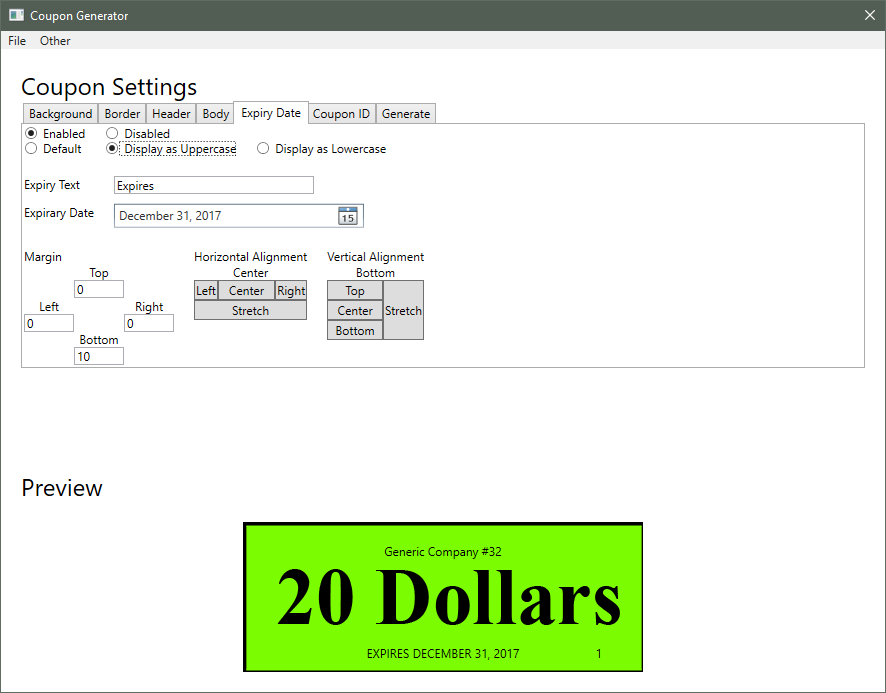 Coupon Generator
File Other
Coupon Settings
Background Border Header Body Expiry Date Coupon ID Generate
Enabled Disabled
Default Display as Uppercase Display as Lowercase
Expiry Text Expires
Expirary Date December 31, 2017 15
Margin Horizontal Alignment Vertical Alignment
Top Center Bottom
0 Left Center Right Top
Left Right Stretch Center Stretch
0 0 Bottom
Bottom
10
Preview
Generic Company #32
20 Dollars
EXPIRES DECEMBER 31, 2017 1